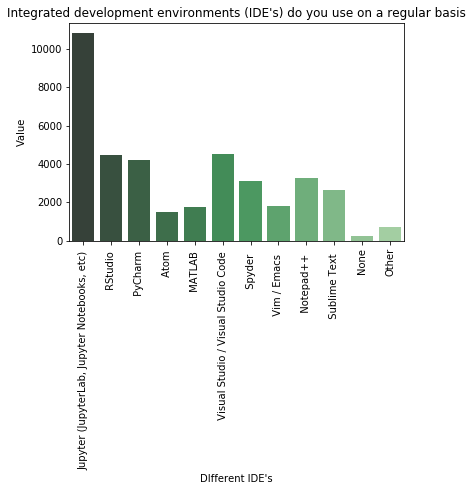 Integrated development environments (IDE's) do you use on a regular basis
10000
8000
6000
4000
2000
0
Value
Jupyter (JupyterLab, Jupyter Notebooks, etc)
RStudio
PyCharm
Atom
MATLAB
Visual Studio / Visual Studio Code
Spyder
Vim / Emacs
Notepad++
Sublime Text
None
Other
DIfferent IDE's